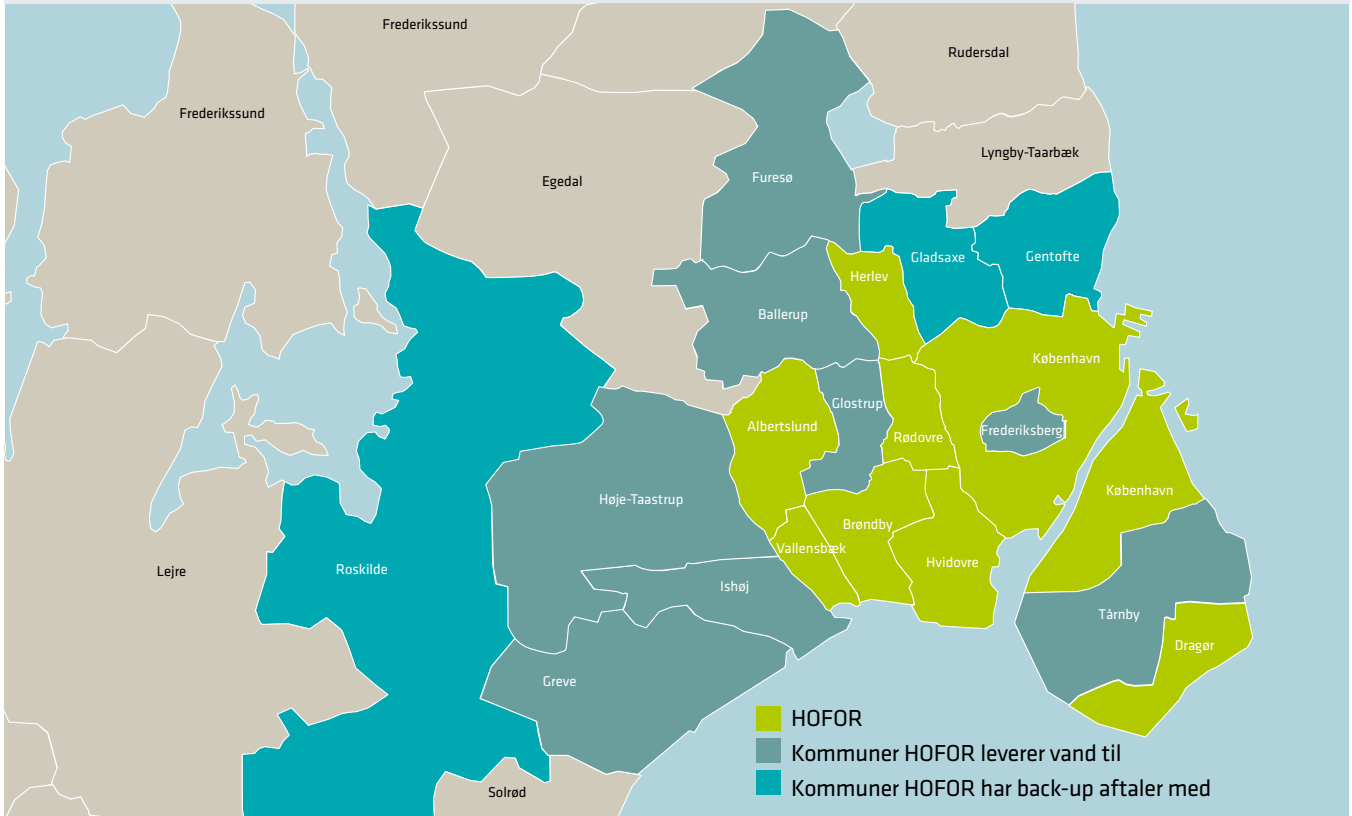 Frederikssund
Rudersdal
Frederikssund
Lyngby-Taarbæk
Egedal
Furesø
Gladsaxe
Gentofte
Herlev
Ballerup
København
Glostrup
Albertslund
Rødovre
Frederiksberg
København
Høje-Taastrup
Brøndby
Vallensbæk
Hvidovre
Lejre
Roskilde
Ishøj
Tårnby
Dragør
Greve
Solrød
HOFOR
Kommuner HOFOR leverer vand til
Kommuner HOFOR har back-up aftaler med